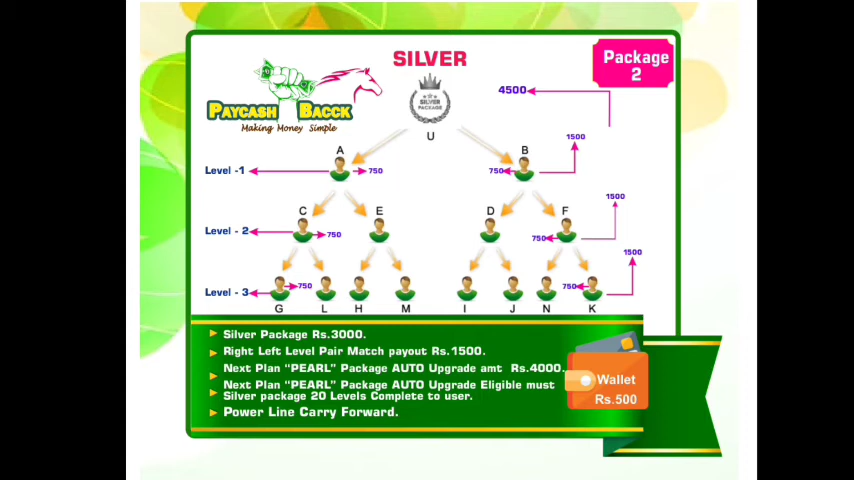 SILVER
Package
2
PAYCASH BACCK
Making Money Simple
SILVER
PACKAGE
4500
U
1500
A
B
Level -1
750
750
1500
C
E
D
F
Level - 2
750
750
1500
Level - 3
750
750
G
L
H
M
I
J
N
K
Silver Package Rs.3000.
Right Left Level Pair Match payout Rs.1500.
Next Plan “PEARL” Package AUTO Upgrade amt Rs.4000.
Next Plan “PEARL” Package AUTO Upgrade Eligible must
Silver package 20 Levels Complete to user.
Power Line Carry Forward.
Wallet
Rs.500